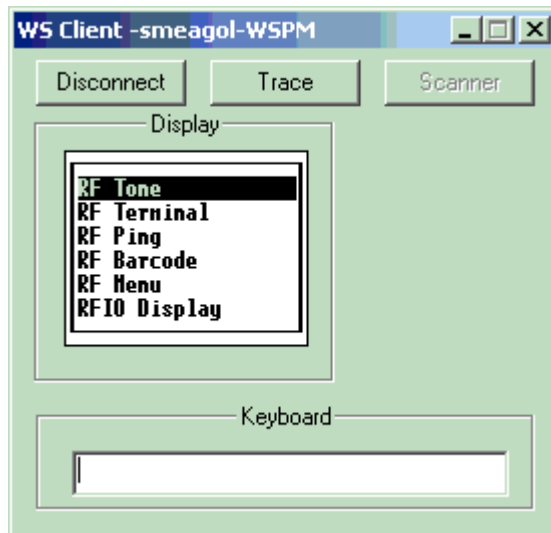 WS Client -smeagol-WSPM
Disconnect Trace Scanner
Display
RF Tone
RF Terminal
RF Ping
RF Barcode
RF Menu
RFIO Display
Keyboard